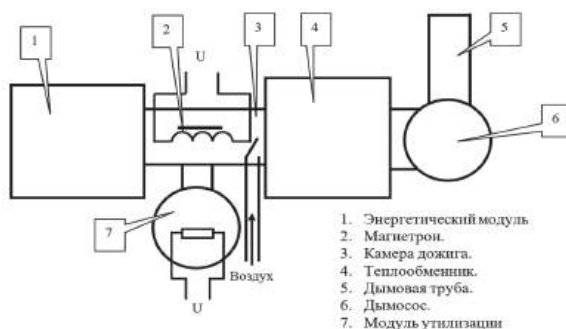 1
2
U
3
4
5
6
7
Воздух
U
1. Энергетический модуль
2. Магнетрон.
3. Камера дожига.
4. Теплообменник.
5. Дымовая труба.
6. Дымосос.
7. Модуль утилизации